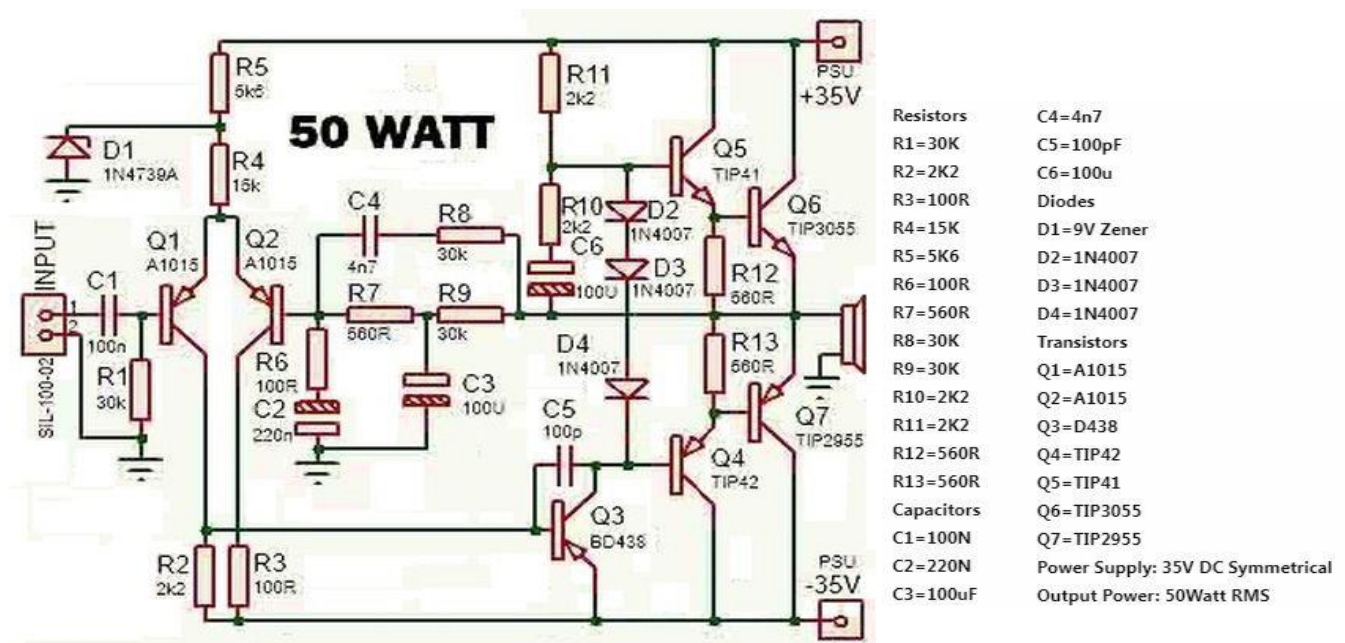 50 WATT
R5
5k6
D1
1N4739A
R4
15k
INPUT
SIL-100-02
1
2
C1
100n
R1
30k
Q1
A1015
Q2
A1015
C4
4n7
R8
30k
R7
560R
R9
30k
R6
100R
C2
220n
C3
100U
R2
2k2
R3
100R
R11
2k2
R10
2k2
C6
100U
D2
1N4007
D3
1N4007
D4
1N4007
C5
100p
Q3
BD438
Q5
TIP41
Q6
TIP3055
R12
560R
R13
560R
Q4
TIP42
Q7
TIP2955
PSU
+35V
PSU
-35V
Resistors
R1=30K
R2=2K2
R3=100R
R4=15K
R5=5K6
R6=100R
R7=560R
R8=30K
R9=30K
R10=2K2
R11=2K2
R12=560R
R13=560R
Capacitors
C1=100N
C2=220N
C3=100uF
C4=4n7
C5=100pF
C6=100u
Diodes
D1=9V Zener
D2=1N4007
D3=1N4007
D4=1N4007
Transistors
Q1=A1015
Q2=A1015
Q3=D438
Q4=TIP42
Q5=TIP41
Q6=TIP3055
Q7=TIP2955
Power Supply: 35V DC Symmetrical
Output Power: 50Watt RMS